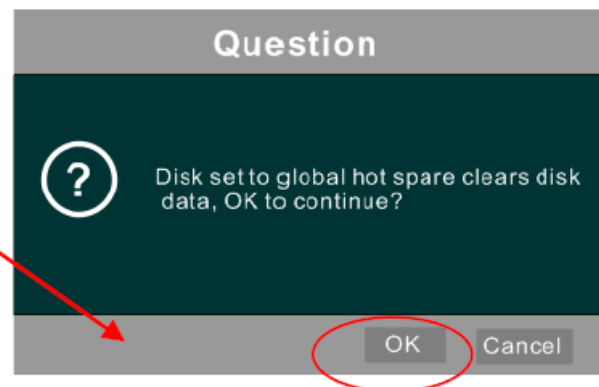 Question
?
Disk set to global hot spare clears disk
data, OK to continue?
OK
Cancel